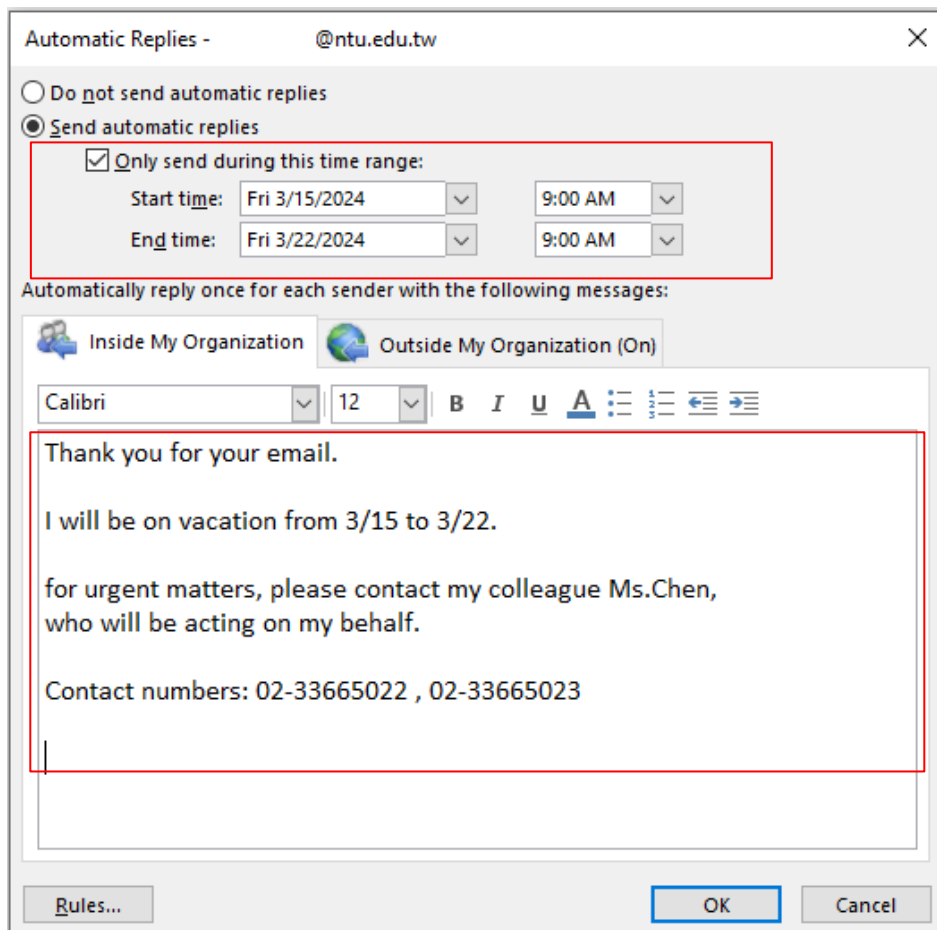 Automatic Replies - @ntu.edu.tw
Do not send automatic replies
Send automatic replies
Only send during this time range:
Start time: Fri 3/15/2024 9:00 AM
End time: Fri 3/22/2024 9:00 AM
Automatically reply once for each sender with the following messages:
Inside My Organization Outside My Organization (On)
Calibri 12 B I U A
Thank you for your email.
I will be on vacation from 3/15 to 3/22.
for urgent matters, please contact my colleague Ms.Chen,
who will be acting on my behalf.
Contact numbers: 02-33665022 , 02-33665023
Rules... OK Cancel